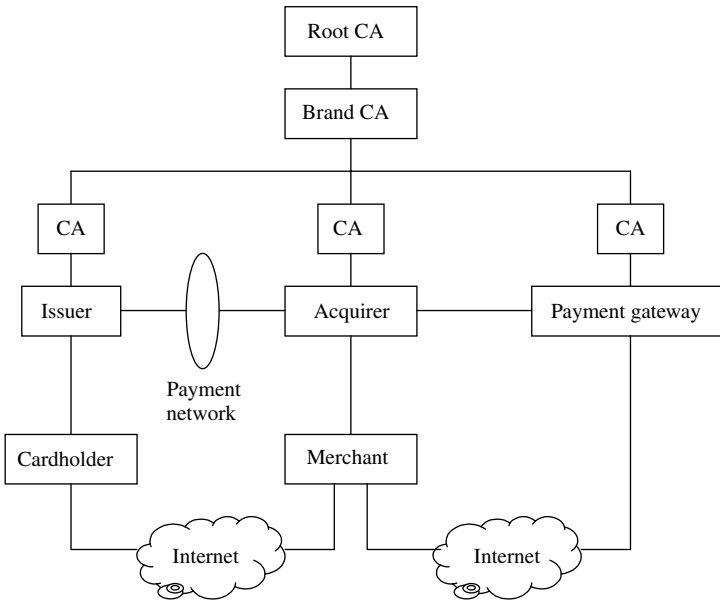 Root CA
Brand CA
CA
CA
CA
Issuer
Acquirer
Payment gateway
Payment
network
Cardholder
Merchant
Internet
Internet